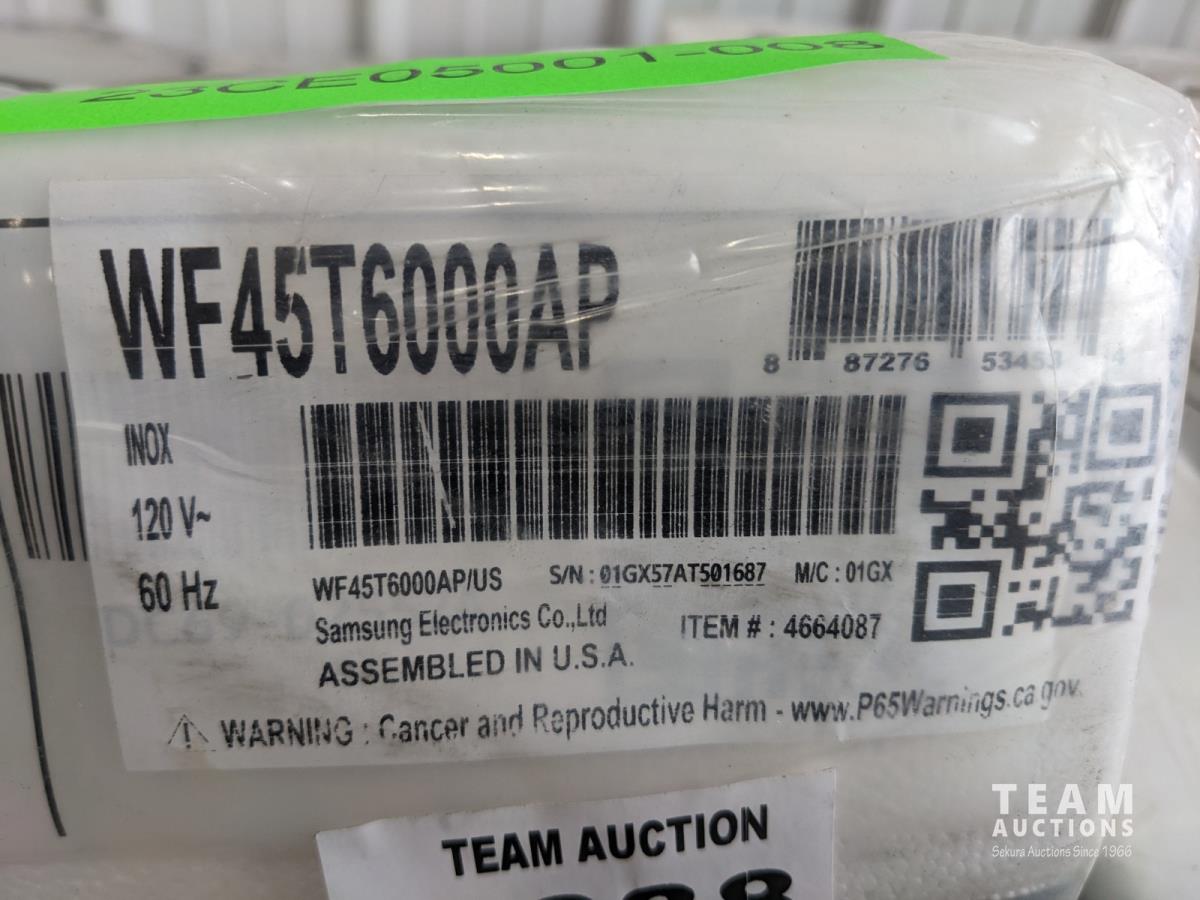 23CE05001-008
WF45T6000AP
8 87276 53453 4
INOX
120 V~
60 Hz
WF45T6000AP/US S/N : 01GX57AT501687 M/C : 01GX
Samsung Electronics Co.,Ltd ITEM # : 4664087
ASSEMBLED IN U.S.A.
⚠ WARNING : Cancer and Reproductive Harm - www.P65Warnings.ca.gov.
TEAM AUCTION
TEAM
AUCTIONS
Sekura Auctions Since 1966